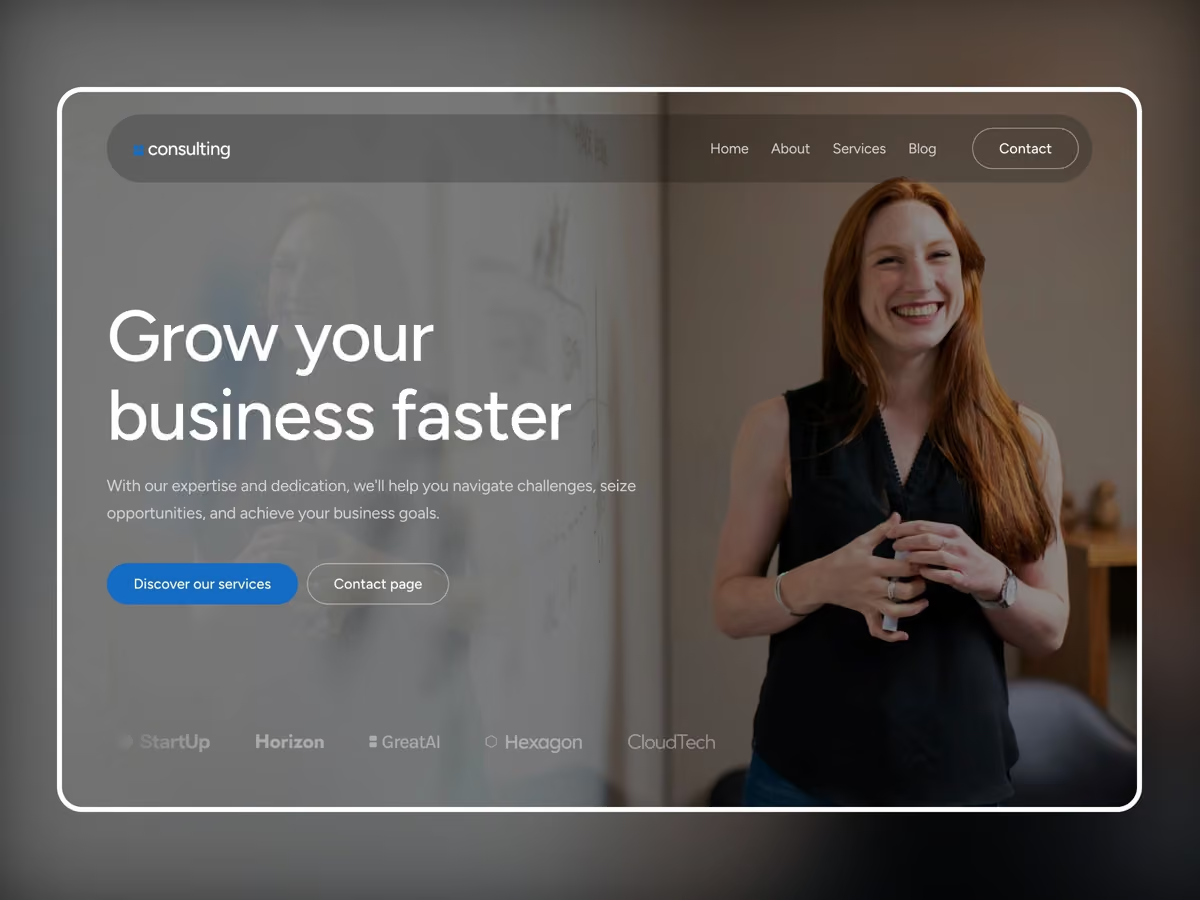 consulting
Home
About
Services
Blog
Contact
Grow your
business faster
With our expertise and dedication, we'll help you navigate challenges, seize
opportunities, and achieve your business goals.
Discover our services
Contact page
StartUp
Horizon
GreatAI
Hexagon
CloudTech